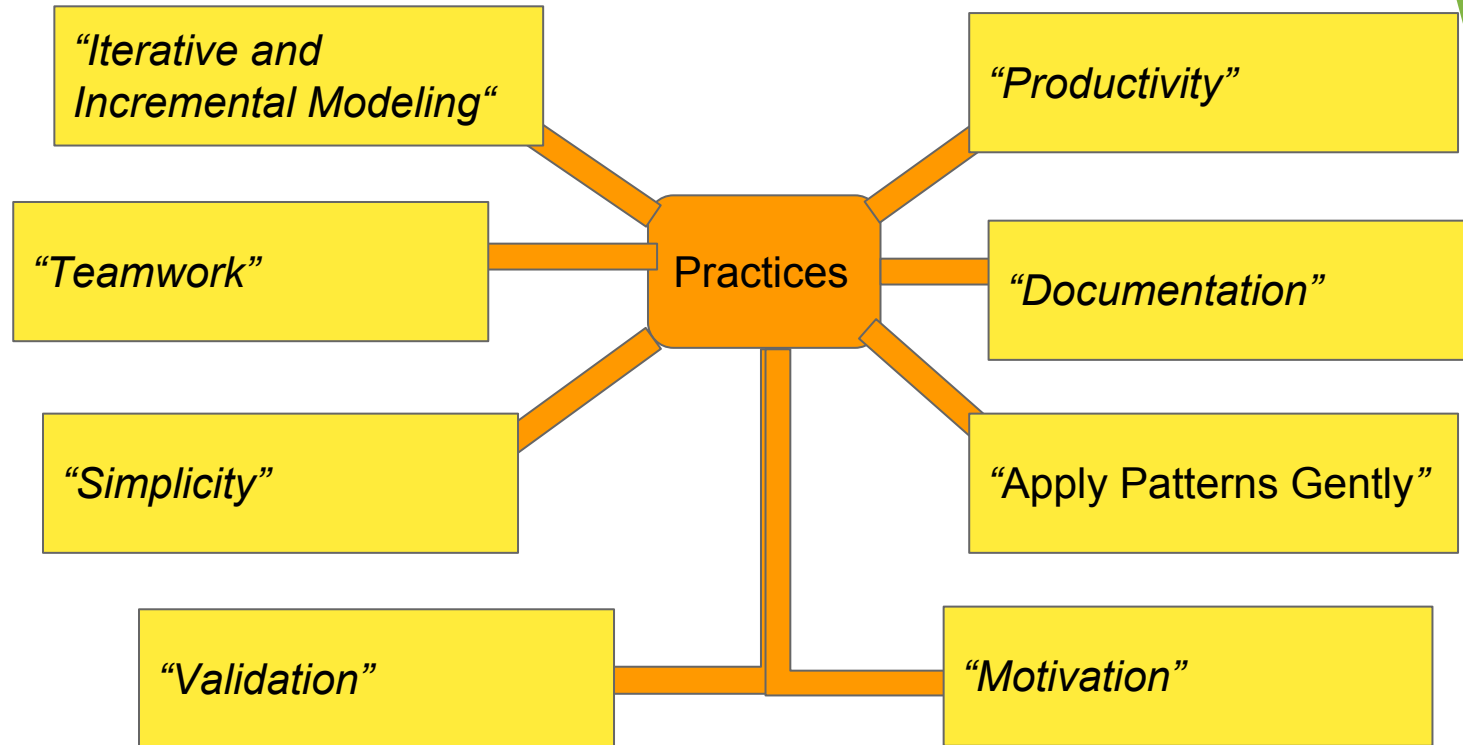 “Iterative and
Incremental Modeling“
“Productivity”
“Teamwork”
Practices
“Documentation”
“Simplicity”
“Apply Patterns Gently”
“Validation”
“Motivation”